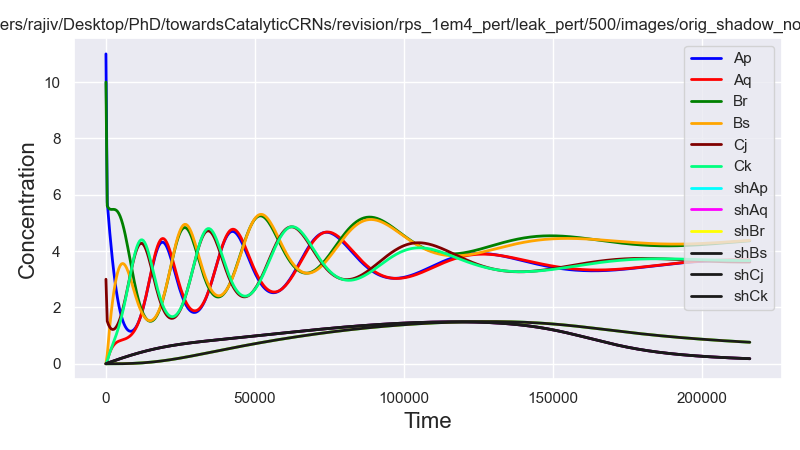 ers/rajiv/Desktop/PhD/towardsCatalyticCRNs/revision/rps_1em4_pert/leak_pert/500/images/orig_shadow_no
Concentration
10
8
6
4
2
0
0
50000
100000
150000
200000
Time
Ap
Aq
Br
Bs
Cj
Ck
shAp
shAq
shBr
shBs
shCj
shCk